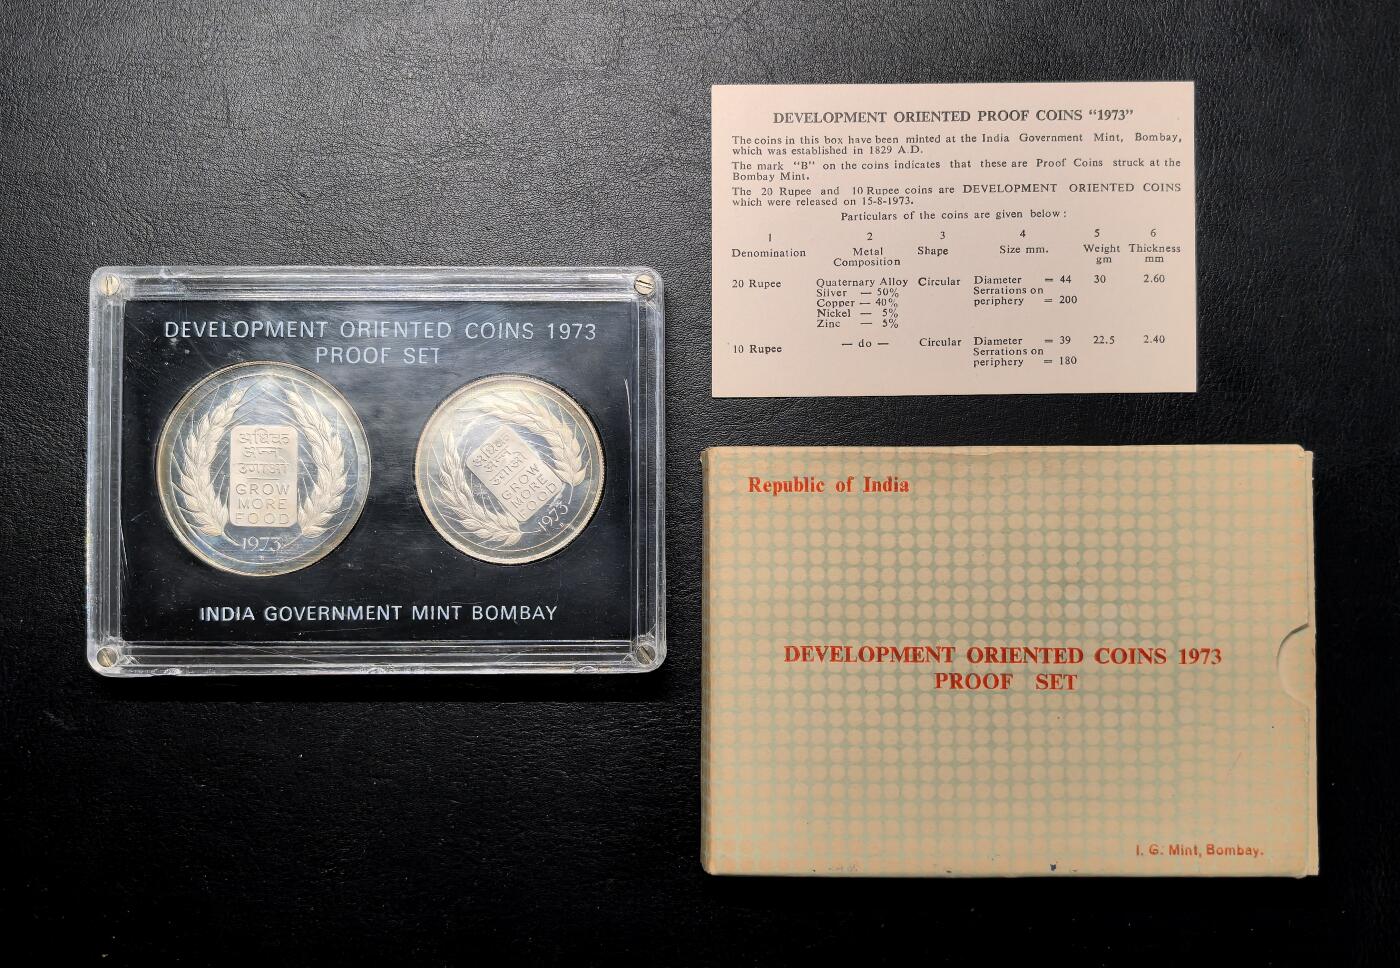 DEVELOPMENT ORIENTED COINS 1973
PROOF SET
अधिक
अन्न
उगाओ
GROW
MORE
FOOD
1973
अधिक
अन्न
उगाओ
GROW
MORE
FOOD
1973
INDIA GOVERNMENT MINT BOMBAY
DEVELOPMENT ORIENTED PROOF COINS “1973”
The coins in this box have been minted at the India Government Mint, Bombay,
which was established in 1829 A.D.
The mark "B" on the coins indicates that these are Proof Coins struck at the
Bombay Mint.
The 20 Rupee and 10 Rupee coins are DEVELOPMENT ORIENTED COINS
which were released on 15-8-1973.
Particulars of the coins are given below :
1 2 3 4 5 6
Denomination Metal Shape Size mm. Weight Thickness
Composition gm mm
20 Rupee Quaternary Alloy Circular Diameter = 44 30 2.60
Silver — 50% Serrations on
Copper — 40% periphery = 200
Nickel — 5%
Zinc — 5%
10 Rupee — do — Circular Diameter = 39 22.5 2.40
Serrations on
periphery = 180
Republic of India
DEVELOPMENT ORIENTED COINS 1973
PROOF SET
I. G. Mint, Bombay.